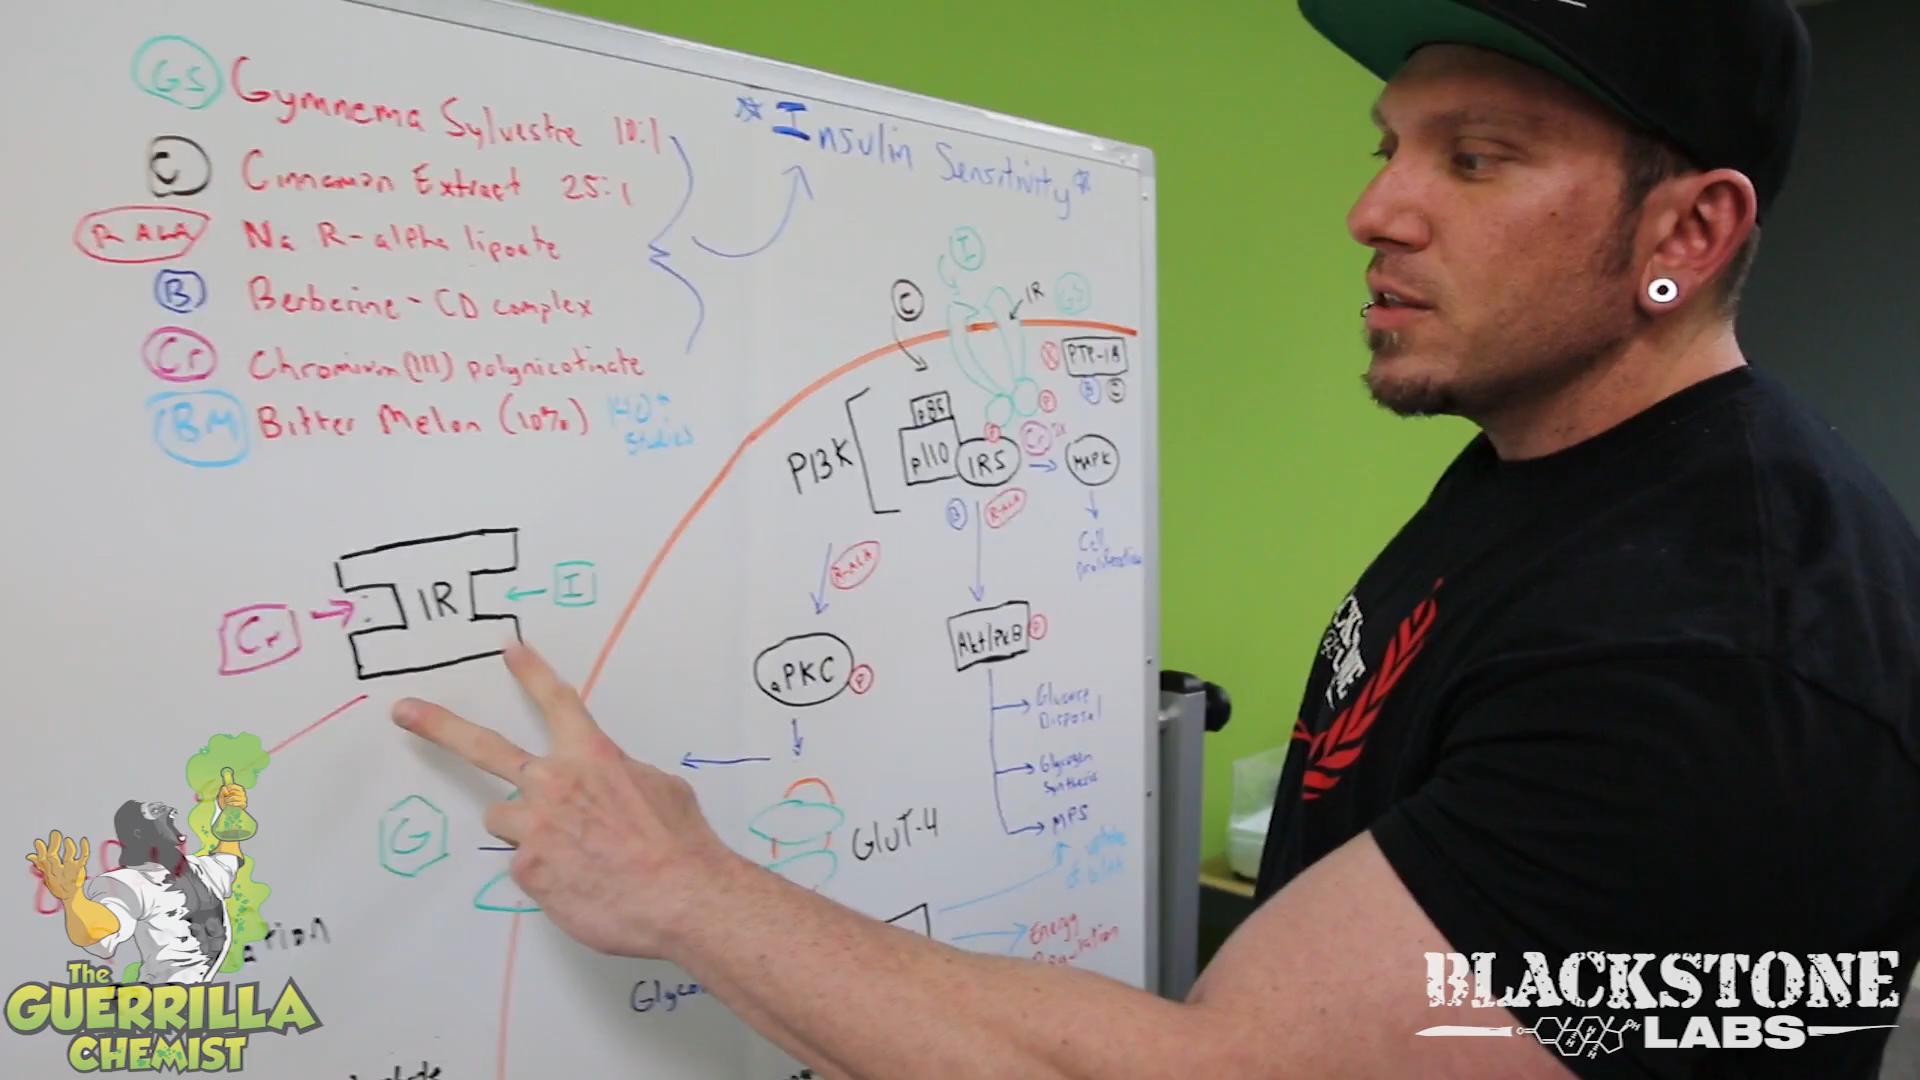 GS Gymnema Sylvestre 10:1
C Cinnamon Extract 25:1
R-ALA Na R-alpha lipoate
B Berberine - CD complex
Cr Chromium (III) polynicotinate
BM Bitter Melon (10%)
studies
* Insulin Sensitivity *
I
C
IR
GS
PTP-1B
B C
p85
PI3K
p110
IRS
P
P
Cr
MAPK
B
R-ALA
Cell
proliferation
Cr
IR
I
R-ALA
aPKC
P
Akt/PKB
P
Glucose
Disposal
Glycogen
Synthesis
MPS
uptake
G
GluT-4
Energy
The
GUERRILLA
CHEMIST
BLACKSTONE
LABS